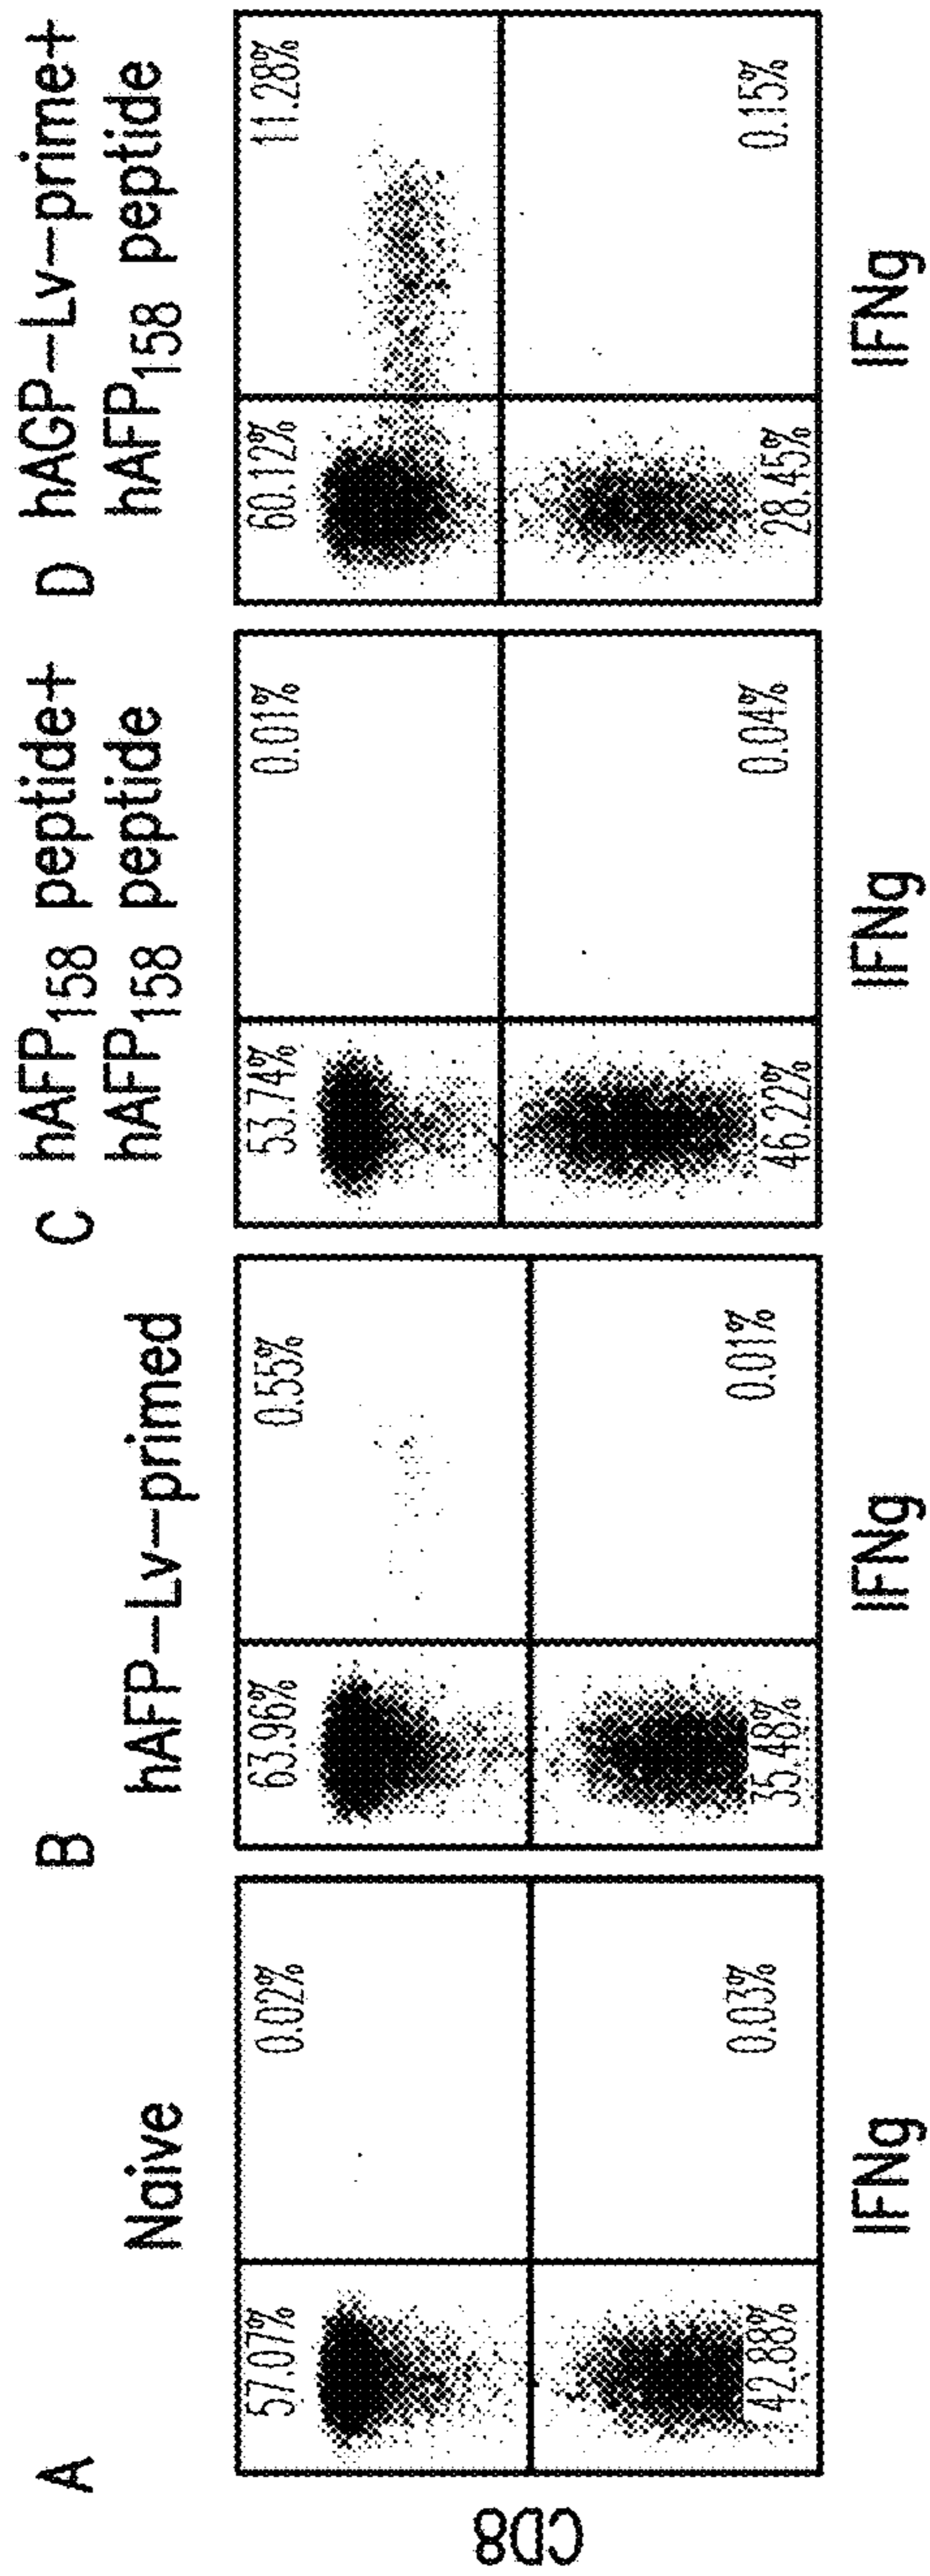 A
Naive
57.07%
0.02%
42.88%
0.03%
CD8
IFNg
B
hAFP–Lv–primed
63.96%
0.55%
35.48%
0.01%
IFNg
C hAFP158 peptide+
hAFP158 peptide
53.74%
0.01%
46.22%
0.04%
IFNg
D hAGP–Lv–prime+
hAFP158 peptide
60.12%
11.28%
28.45%
0.15%
IFNg